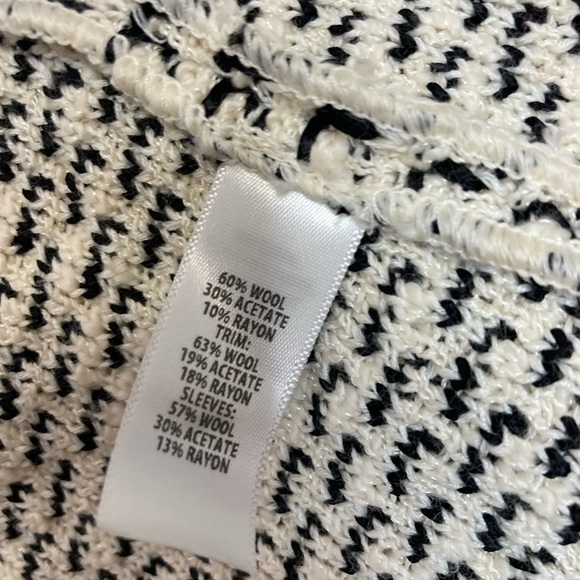 60% WOOL
30% ACETATE
10% RAYON
TRIM:
63% WOOL
19% ACETATE
18% RAYON
SLEEVES:
57% WOOL
30% ACETATE
13% RAYON